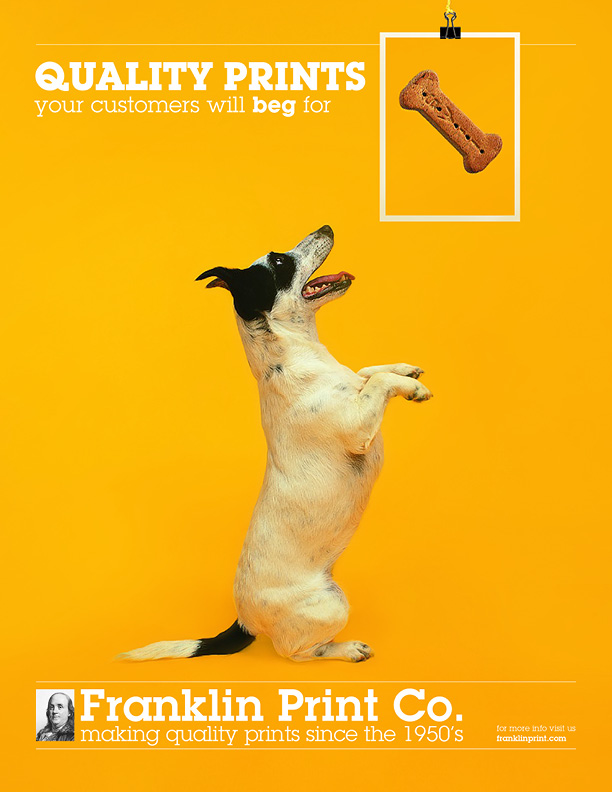 QUALITY PRINTS
your customers will beg for
Franklin Print Co.
making quality prints since the 1950's
for more info visit us
franklinprint.com